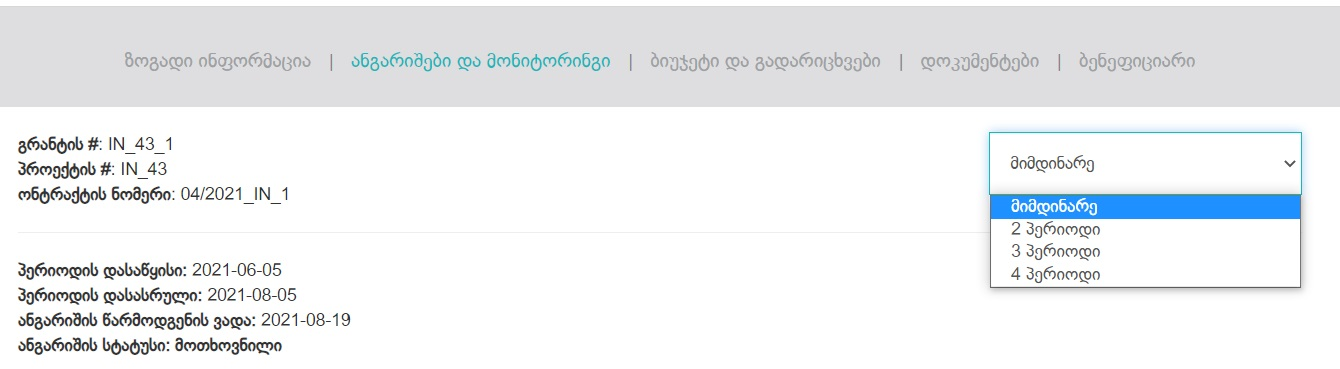 ზოგადი ინფორმაცია | ანგარიშები და მონიტორინგი | ბიუჯეტი და გადარიცხვები | დოკუმენტები | ბენეფიციარი
გრანტის #: IN_43_1
პროექტის #: IN_43
ონტრაქტის ნომერი: 04/2021_IN_1
მიმდინარე
მიმდინარე
2 პერიოდი
3 პერიოდი
4 პერიოდი
პერიოდის დასაწყისი: 2021-06-05
პერიოდის დასასრული: 2021-08-05
ანგარიშის წარმოდგენის ვადა: 2021-08-19
ანგარიშის სტატუსი: მოთხოვნილი